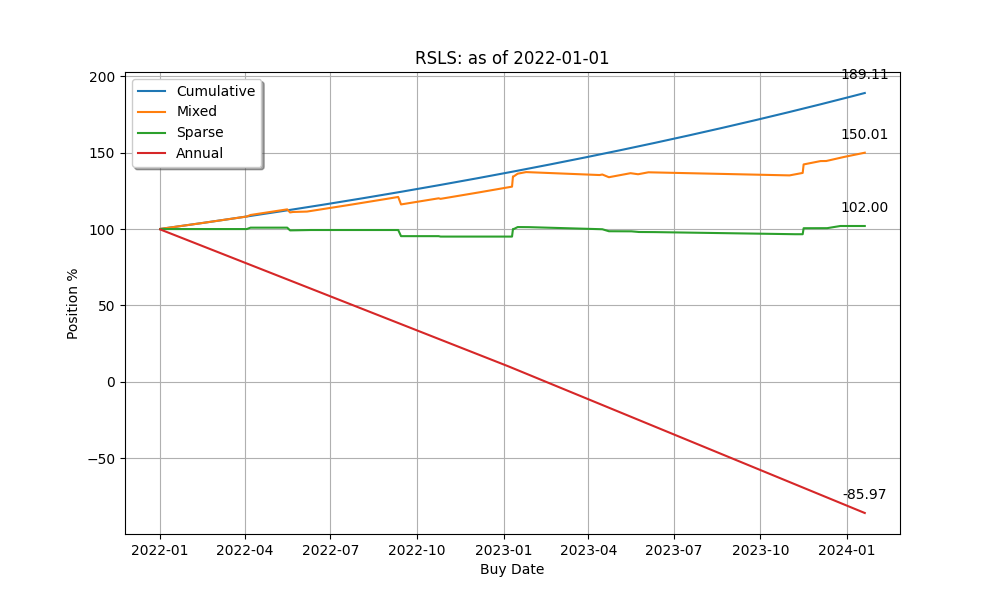 RSLS: as of 2022-01-01
Cumulative
Mixed
Sparse
Annual
189.11
150.01
102.00
-85.97
200
150
100
50
0
−50
Position %
2022-01 2022-04 2022-07 2022-10 2023-01 2023-04 2023-07 2023-10 2024-01
Buy Date